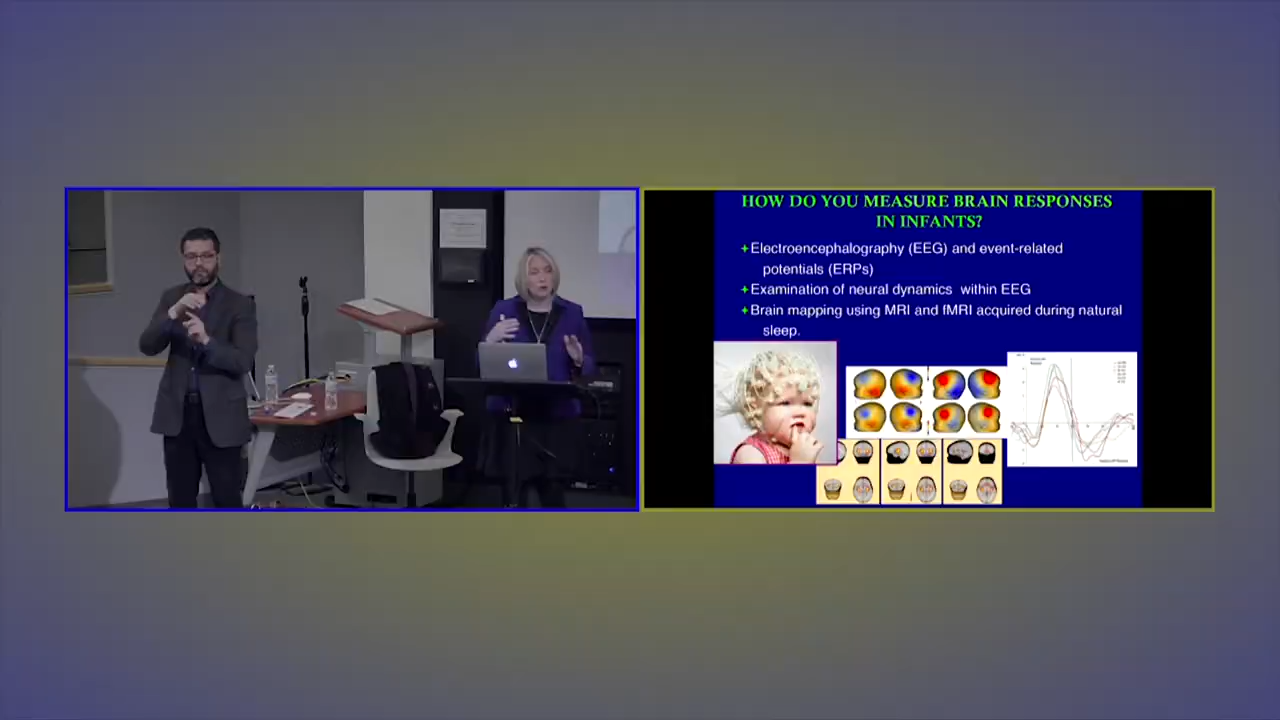 HOW DO YOU MEASURE BRAIN RESPONSES
IN INFANTS?
+Electroencephalography (EEG) and event-related
potentials (ERPs)
+Examination of neural dynamics within EEG
+Brain mapping using MRI and fMRI acquired during natural
sleep.